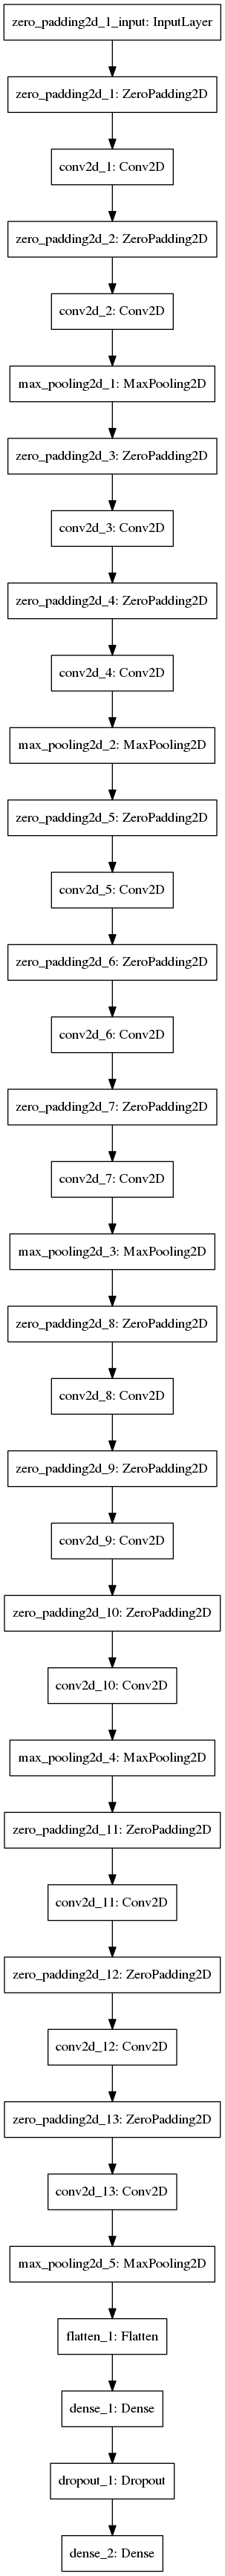 zero_padding2d_1_input: InputLayer
zero_padding2d_1: ZeroPadding2D
conv2d_1: Conv2D
zero_padding2d_2: ZeroPadding2D
conv2d_2: Conv2D
max_pooling2d_1: MaxPooling2D
zero_padding2d_3: ZeroPadding2D
conv2d_3: Conv2D
zero_padding2d_4: ZeroPadding2D
conv2d_4: Conv2D
max_pooling2d_2: MaxPooling2D
zero_padding2d_5: ZeroPadding2D
conv2d_5: Conv2D
zero_padding2d_6: ZeroPadding2D
conv2d_6: Conv2D
zero_padding2d_7: ZeroPadding2D
conv2d_7: Conv2D
max_pooling2d_3: MaxPooling2D
zero_padding2d_8: ZeroPadding2D
conv2d_8: Conv2D
zero_padding2d_9: ZeroPadding2D
conv2d_9: Conv2D
zero_padding2d_10: ZeroPadding2D
conv2d_10: Conv2D
max_pooling2d_4: MaxPooling2D
zero_padding2d_11: ZeroPadding2D
conv2d_11: Conv2D
zero_padding2d_12: ZeroPadding2D
conv2d_12: Conv2D
zero_padding2d_13: ZeroPadding2D
conv2d_13: Conv2D
max_pooling2d_5: MaxPooling2D
flatten_1: Flatten
dense_1: Dense
dropout_1: Dropout
dense_2: Dense